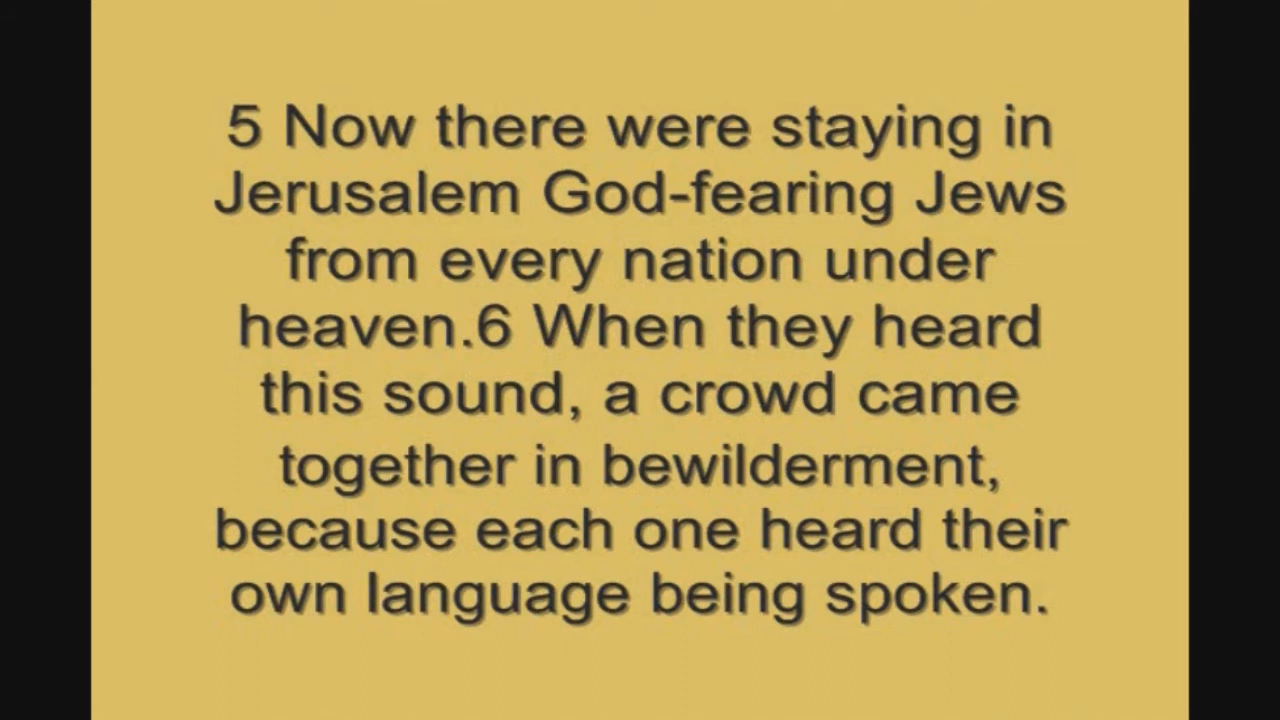 5 Now there were staying in
Jerusalem God-fearing Jews
from every nation under
heaven.6 When they heard
this sound, a crowd came
together in bewilderment,
because each one heard their
own language being spoken.